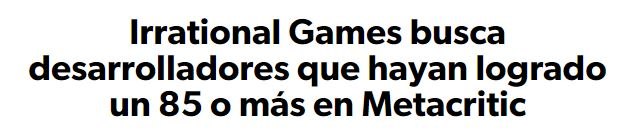 Irrational Games busca
desarrolladores que hayan logrado
un 85 o más en Metacritic